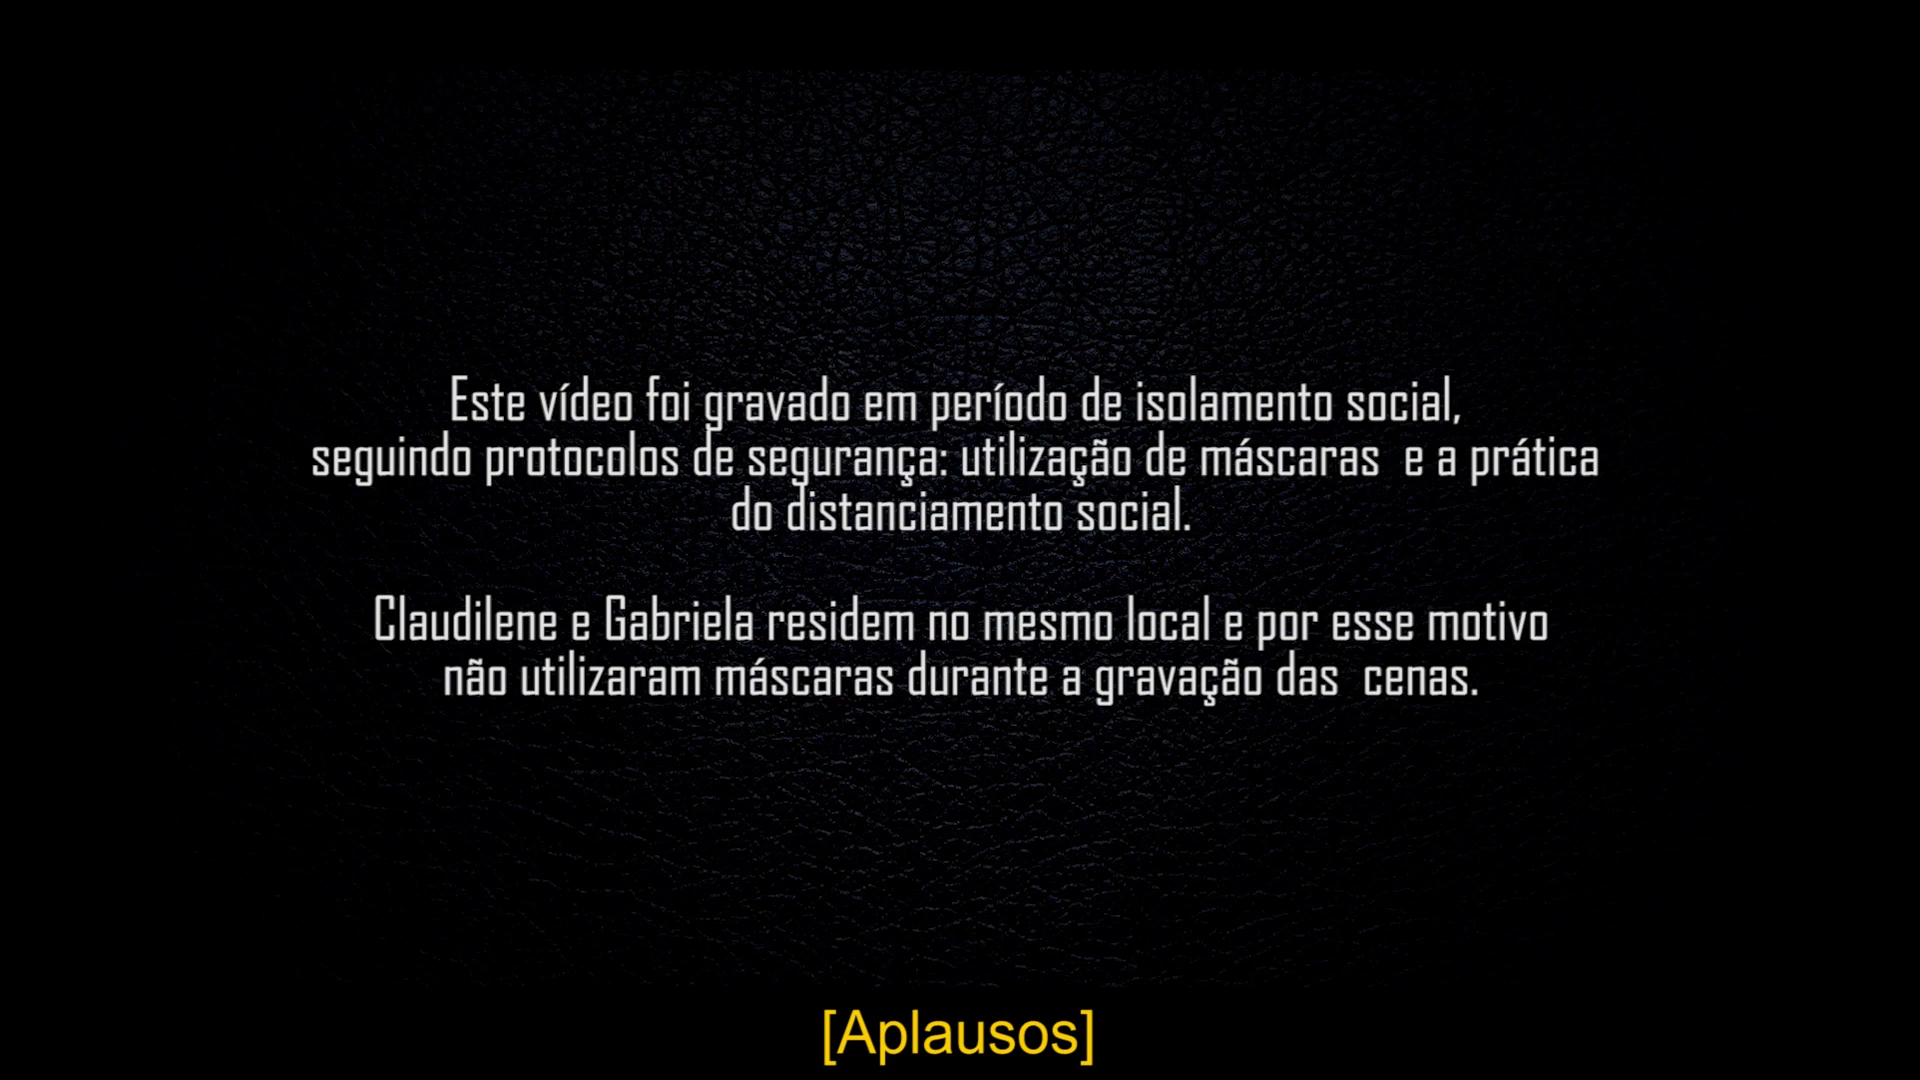 Este vídeo foi gravado em período de isolamento social,
seguindo protocolos de segurança: utilização de máscaras  e a prática
do distanciamento social.
Claudilene e Gabriela residem no mesmo local e por esse motivo
não utilizaram máscaras durante a gravação das  cenas.
[Aplausos]